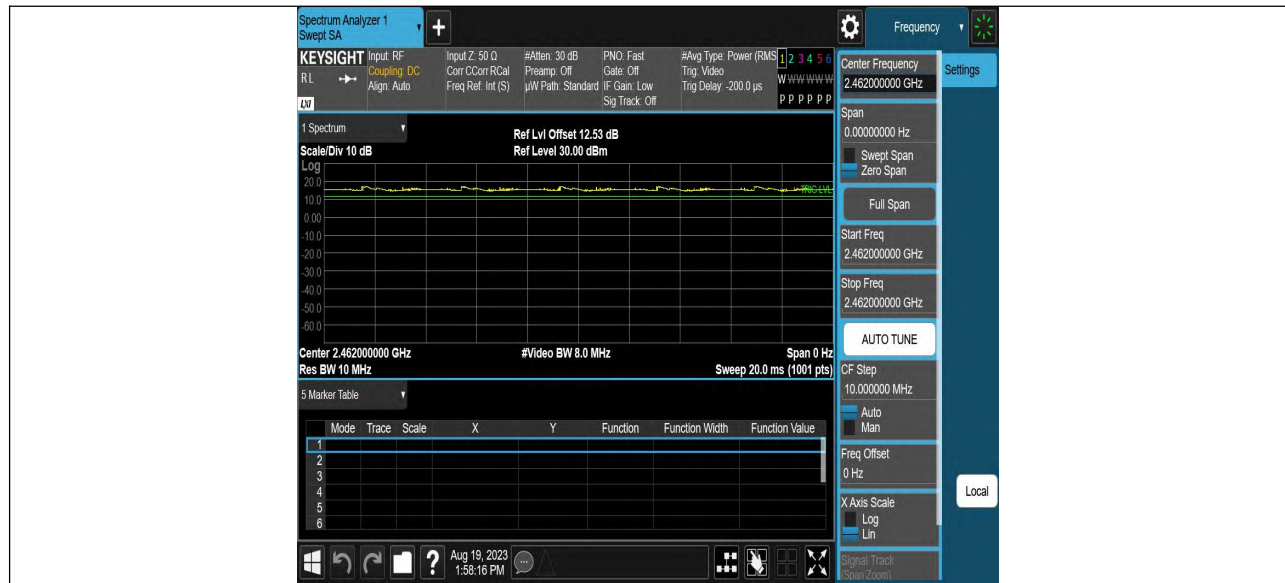 Spectrum Analyzer 1
Swept SA
+
Frequency
KEYSIGHT
RL
LXI
Input: RF
Coupling: DC
Align: Auto
Input Z: 50 Ω
Corr CCorr RCal
Freq Ref: Int (S)
#Atten: 30 dB
Preamp: Off
µW Path: Standard
PNO: Fast
Gate: Off
IF Gain: Low
Sig Track: Off
#Avg Type: Power (RMS
Trig: Video
Trig Delay: -200.0 µs
1 2 3 4 5 6
W W W W W W
P P P P P P
Center Frequency
2.462000000 GHz
Settings
Span
0.00000000 Hz
Swept Span
Zero Span
Full Span
Start Freq
2.462000000 GHz
Stop Freq
2.462000000 GHz
AUTO TUNE
CF Step
10.000000 MHz
Auto
Man
Freq Offset
0 Hz
X Axis Scale
Log
Lin
Signal Track
(Span Zoom)
Local
1 Spectrum
Scale/Div 10 dB
Ref Lvl Offset 12.53 dB
Ref Level 30.00 dBm
Log
20.0
10.0
0.00
-10.0
-20.0
-30.0
-40.0
-50.0
-60.0
TRIG LVL
Center 2.462000000 GHz
#Video BW 8.0 MHz
Span 0 Hz
Res BW 10 MHz
Sweep 20.0 ms (1001 pts)
5 Marker Table
Mode Trace Scale X Y Function Function Width Function Value
1
2
3
4
5
6
?
Aug 19, 2023
1:58:16 PM